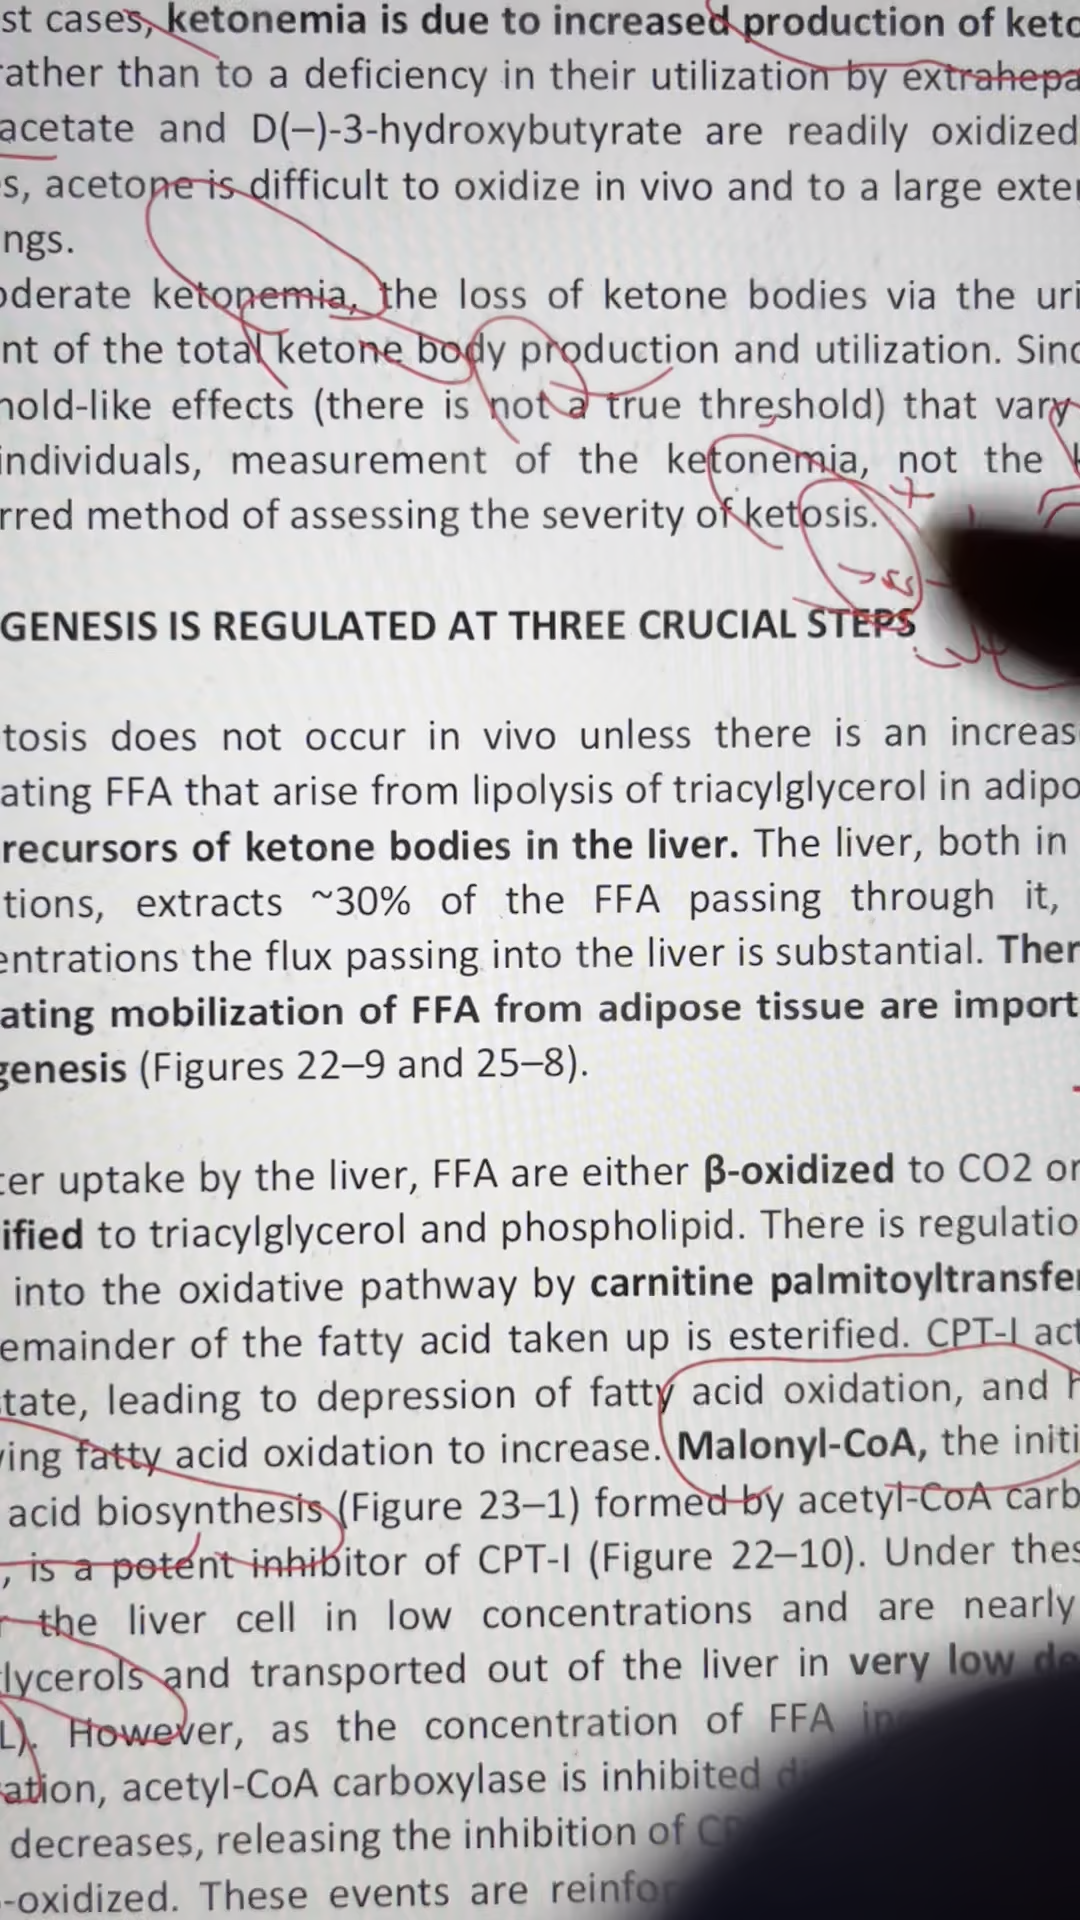 st cases, ketonemia is due to increased production of keto
rather than to a deficiency in their utilization by extrahepa
acetate and D(–)-3-hydroxybutyrate are readily oxidized
s, acetone is difficult to oxidize in vivo and to a large exter
ngs.
oderate ketonemia, the loss of ketone bodies via the uri
nt of the total ketone body production and utilization. Sinc
hold-like effects (there is not a true threshold) that vary
individuals, measurement of the ketonemia, not the k
rred method of assessing the severity of ketosis.
GENESIS IS REGULATED AT THREE CRUCIAL STEPS
tosis does not occur in vivo unless there is an increas
ating FFA that arise from lipolysis of triacylglycerol in adipo
recursors of ketone bodies in the liver. The liver, both in
tions, extracts ~30% of the FFA passing through it,
entrations the flux passing into the liver is substantial. Ther
ating mobilization of FFA from adipose tissue are import
genesis (Figures 22–9 and 25–8).
ter uptake by the liver, FFA are either β-oxidized to CO2 or
ified to triacylglycerol and phospholipid. There is regulatio
into the oxidative pathway by carnitine palmitoyltransfer
emainder of the fatty acid taken up is esterified. CPT-I act
tate, leading to depression of fatty acid oxidation, and h
ving fatty acid oxidation to increase. Malonyl-CoA, the initi
acid biosynthesis (Figure 23–1) formed by acetyl-CoA carb
, is a potent inhibitor of CPT-I (Figure 22–10). Under thes
r the liver cell in low concentrations and are nearly
lycerols and transported out of the liver in very low de
L). However, as the concentration of FFA in
ation, acetyl-CoA carboxylase is inhibited d
decreases, releasing the inhibition of CP
-oxidized. These events are reinfor